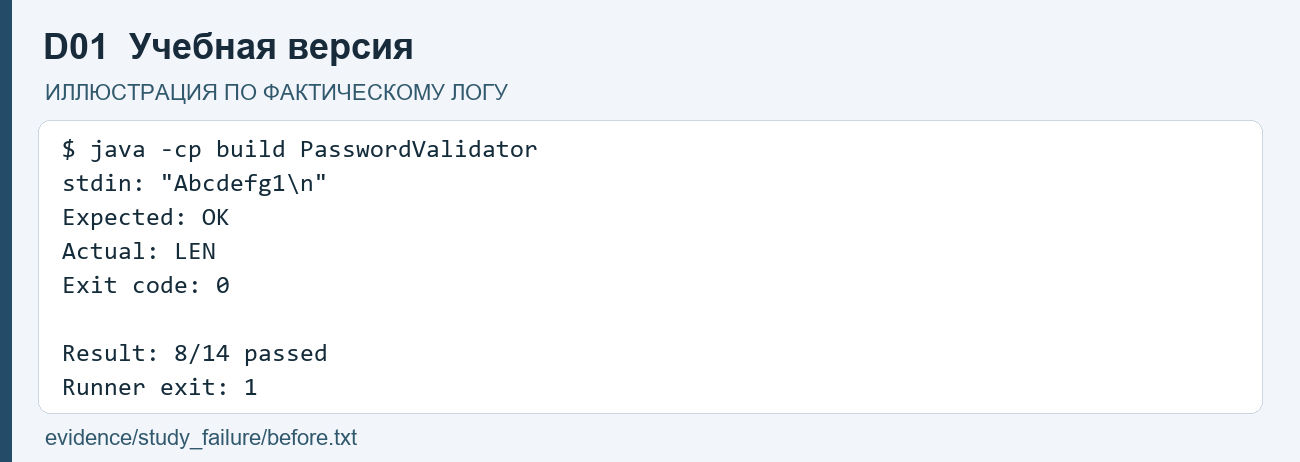 D01  Учебная версия
ИЛЛЮСТРАЦИЯ ПО ФАКТИЧЕСКОМУ ЛОГУ
$ java -cp build PasswordValidator
stdin: "Abcdefg1\n"
Expected: OK
Actual: LEN
Exit code: 0
Result: 8/14 passed
Runner exit: 1
evidence/study_failure/before.txt